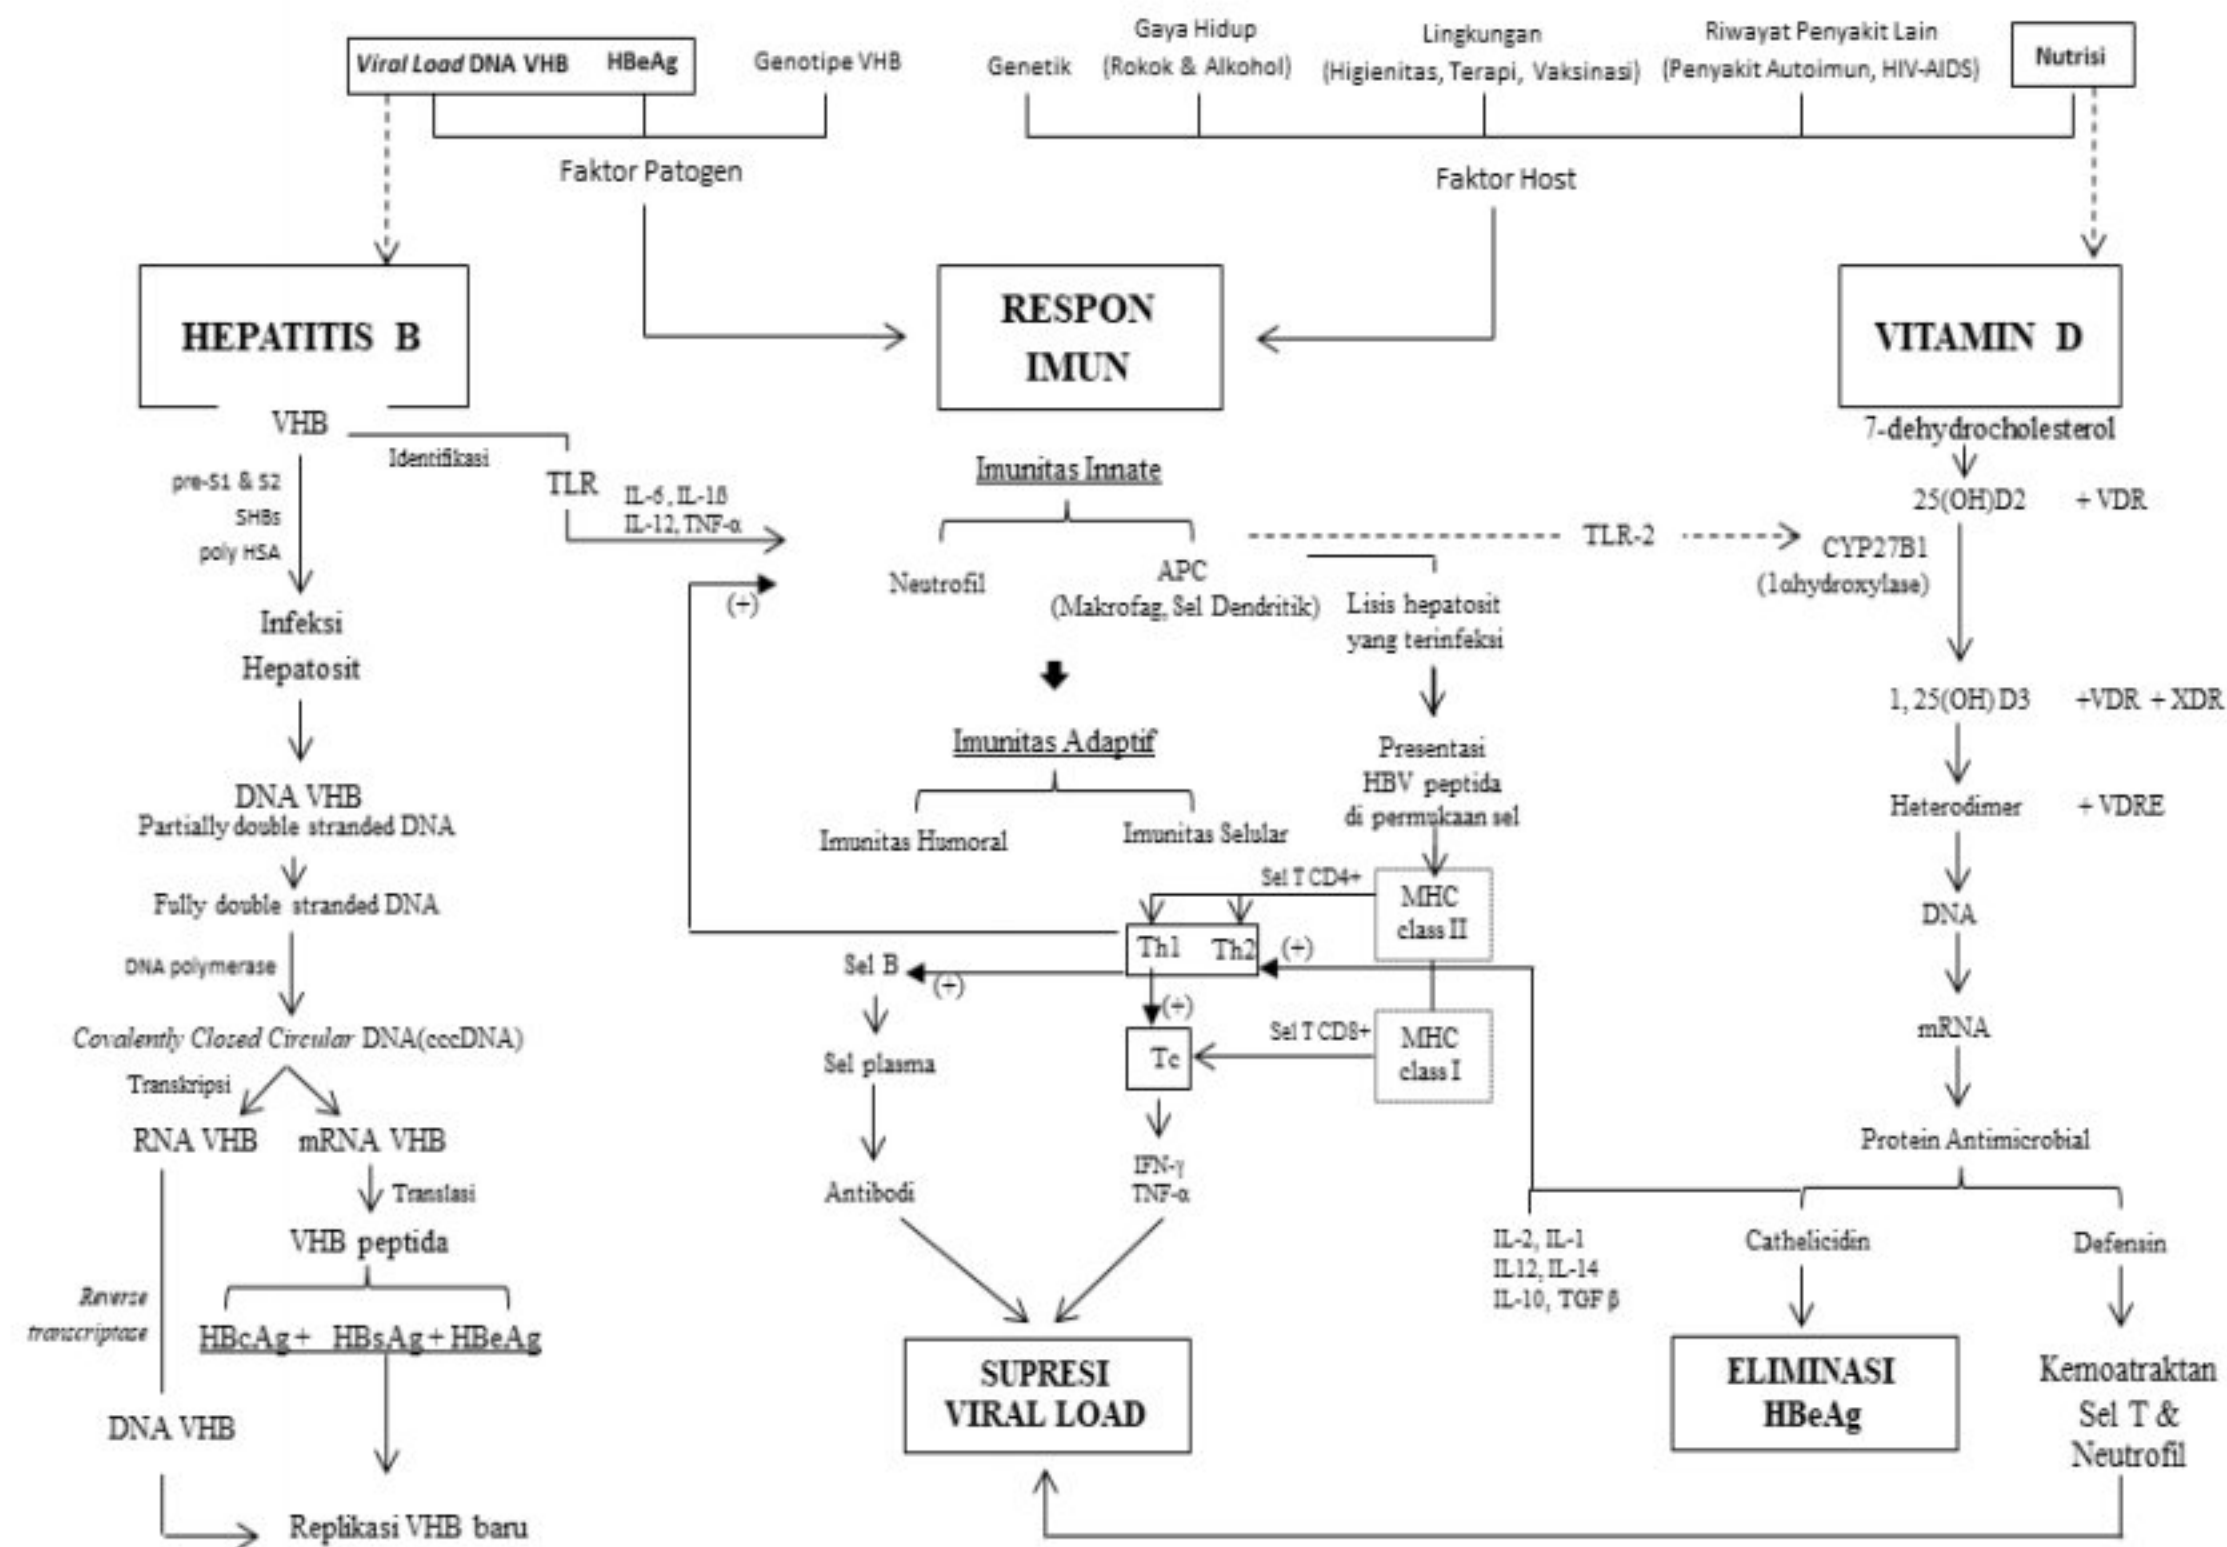 Viral Load DNA VHB HBeAg
Genotipe VHB
Genetik
Gaya Hidup
(Rokok & Alkohol)
Lingkungan
(Higienitas, Terapi, Vaksinasi)
Riwayat Penyakit Lain
(Penyakit Autoimun, HIV-AIDS)
Nutrisi
Faktor Patogen
Faktor Host
HEPATITIS B
RESPON
IMUN
VITAMIN D
VHB
Identifikasi
pre-S1 & S2
SHBs
poly HSA
TLR
IL-6, IL-1β
IL-12, TNF-α
Infeksi
Hepatosit
DNA VHB
Partially double stranded DNA
Fully double stranded DNA
DNA polymerase
Covalently Closed Circular DNA(cccDNA)
Transkripsi
RNA VHB
mRNA VHB
Translasi
VHB peptida
Reverse
transcriptase
HBcAg + HBsAg + HBeAg
DNA VHB
Replikasi VHB baru
Imunitas Innate
Neutrofil
APC
(Makrofag, Sel Dendritik)
(+)
Imunitas Adaptif
Imunitas Humoral
Imunitas Selular
Lisis hepatosit
yang terinfeksi
Presentasi
HBV peptida
di permukaan sel
Sel T CD4+
MHC
class II
Th1 Th2
(+)
Sel B
(+)
(+)
Sel T CD8+
MHC
class I
Tc
Sel plasma
Antibodi
IFN-γ
TNF-α
SUPRESI
VIRAL LOAD
TLR-2
7-dehydrocholesterol
25(OH)D2 + VDR
CYP27B1
(1αhydroxylase)
1,25(OH)D3 +VDR + XDR
Heterodimer + VDRE
DNA
mRNA
Protein Antimicrobial
IL-2, IL-1
IL12, IL-14
IL-10, TGF β
Cathelicidin
Defensin
ELIMINASI
HBeAg
Kemoatraktan
Sel T &
Neutrofil